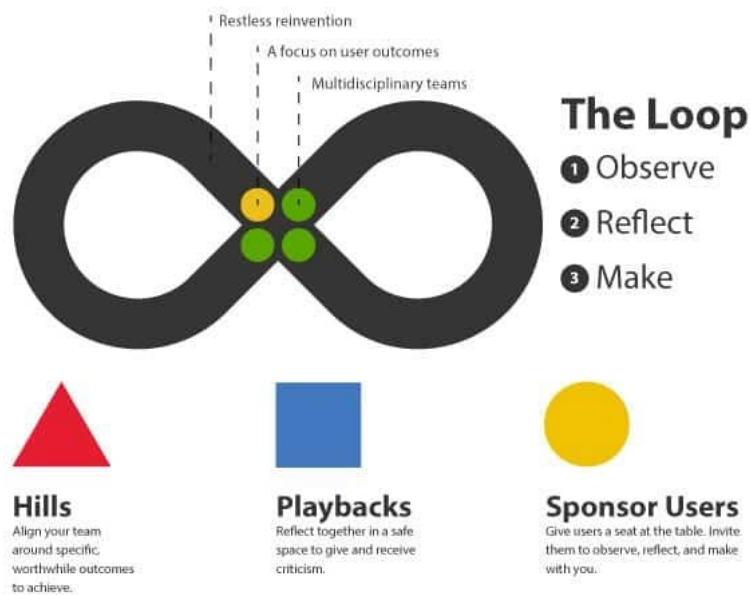 Restless reinvention
A focus on user outcomes
Multidisciplinary teams
The Loop
1 Observe
2 Reflect
3 Make
Hills
Align your team
around specific,
worthwhile outcomes
to achieve.
Playbacks
Reflect together in a safe
space to give and receive
criticism.
Sponsor Users
Give users a seat at the table. Invite
them to observe, reflect, and make
with you.